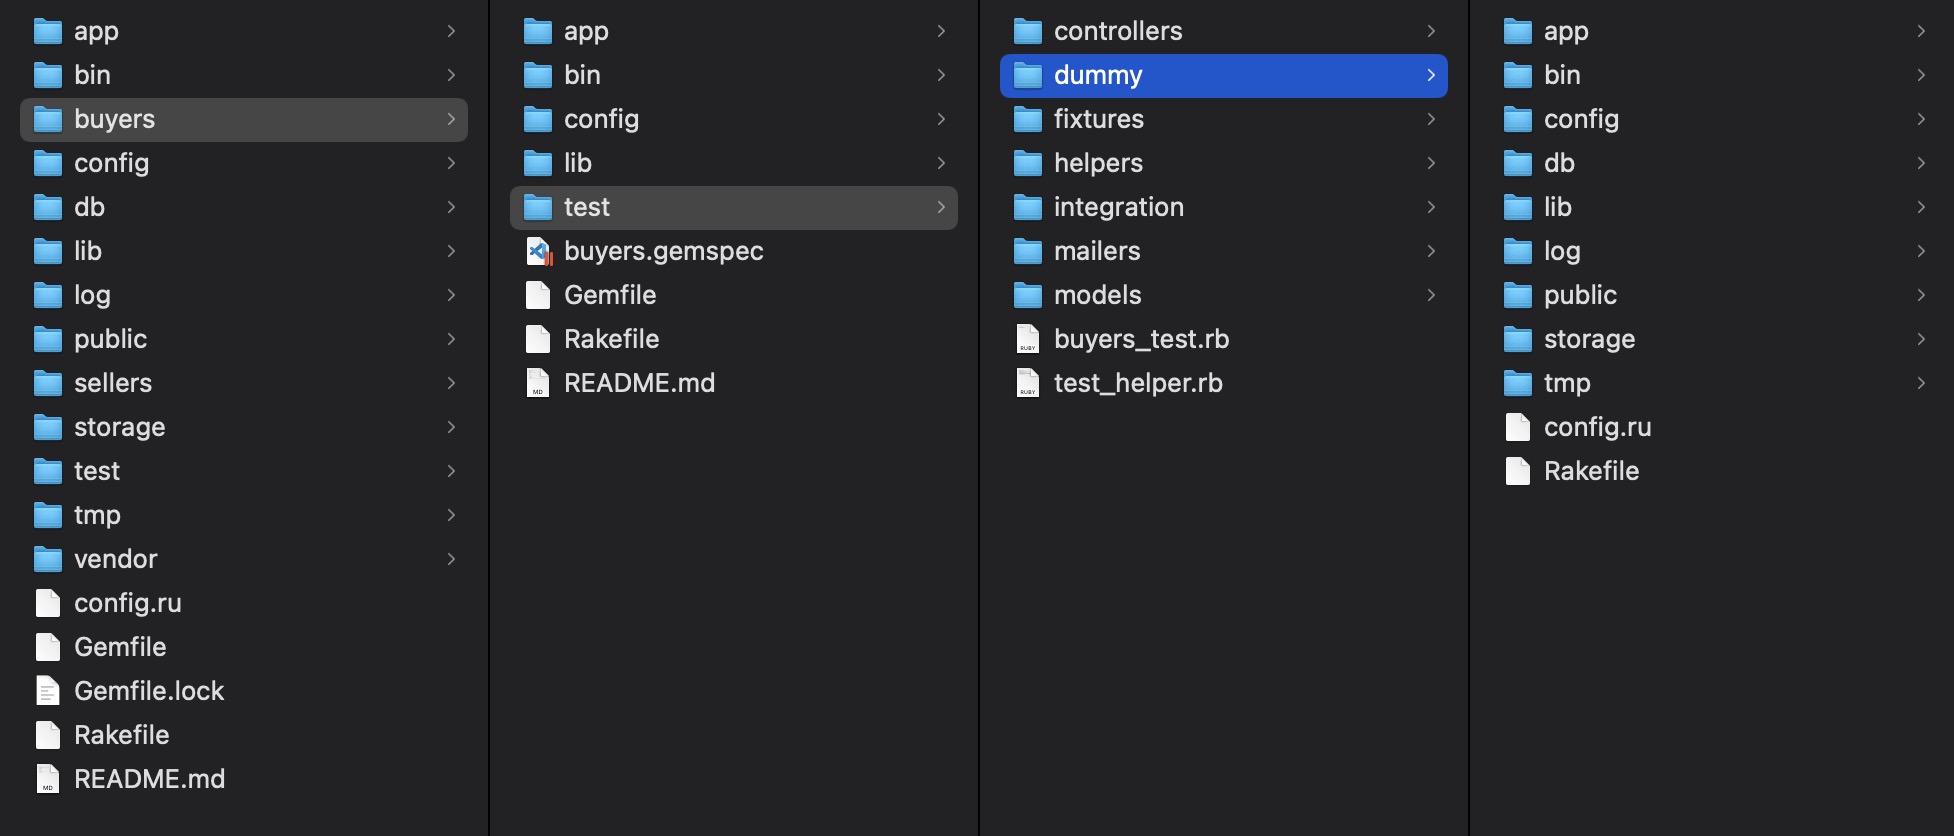 app
bin
buyers
config
db
lib
log
public
sellers
storage
test
tmp
vendor
config.ru
Gemfile
Gemfile.lock
Rakefile
README.md
app
bin
config
lib
test
buyers.gemspec
Gemfile
Rakefile
README.md
controllers
dummy
fixtures
helpers
integration
mailers
models
buyers_test.rb
test_helper.rb
app
bin
config
db
lib
log
public
storage
tmp
config.ru
Rakefile